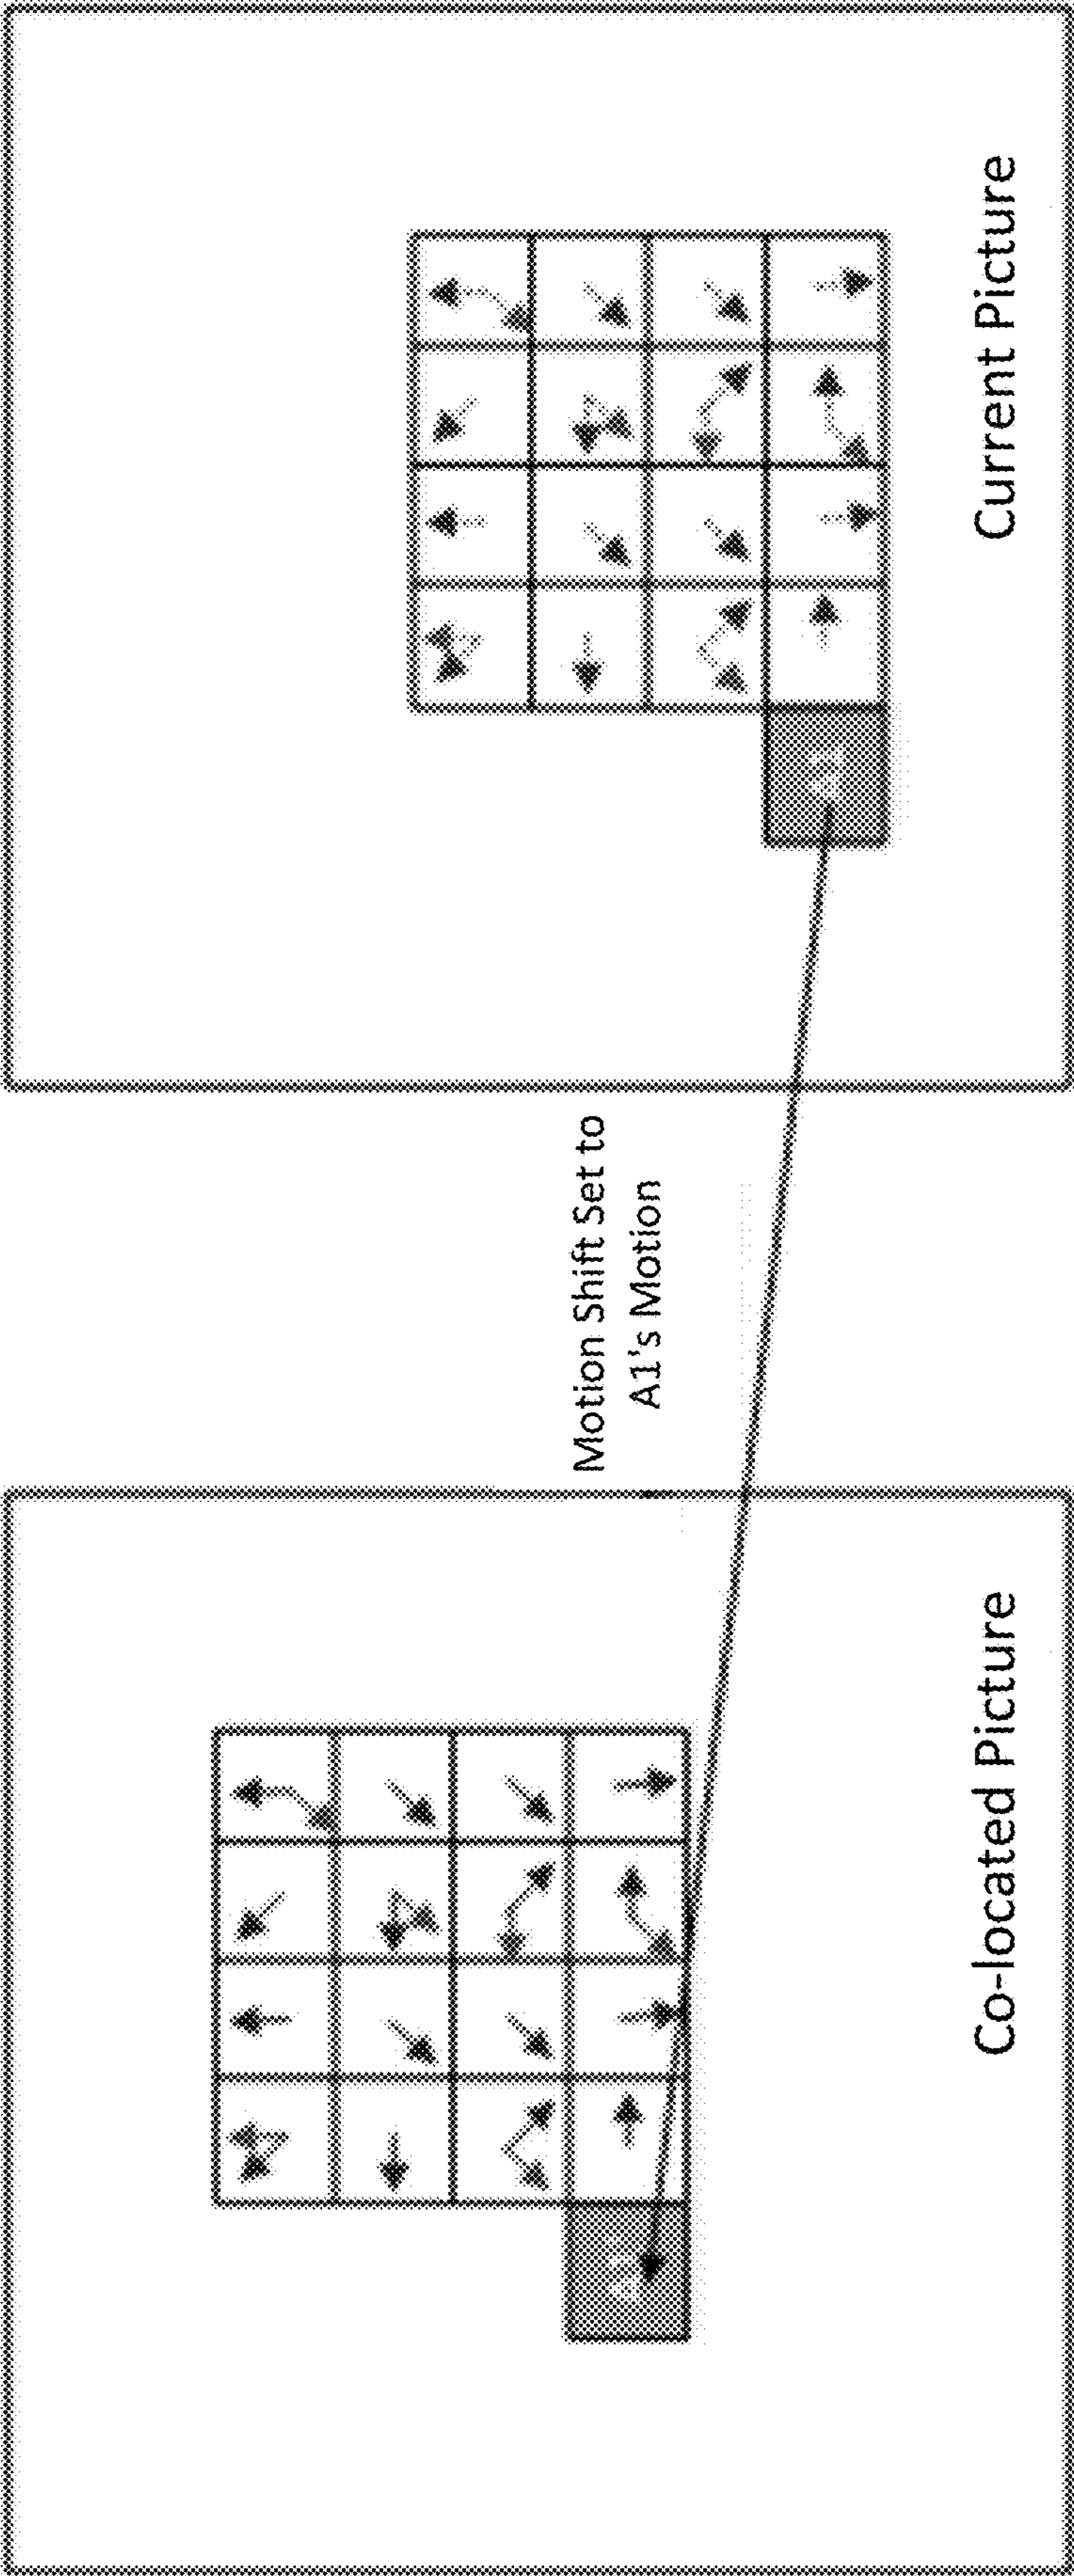 Motion Shift Set to
A1's Motion
Co-located Picture
Current Picture